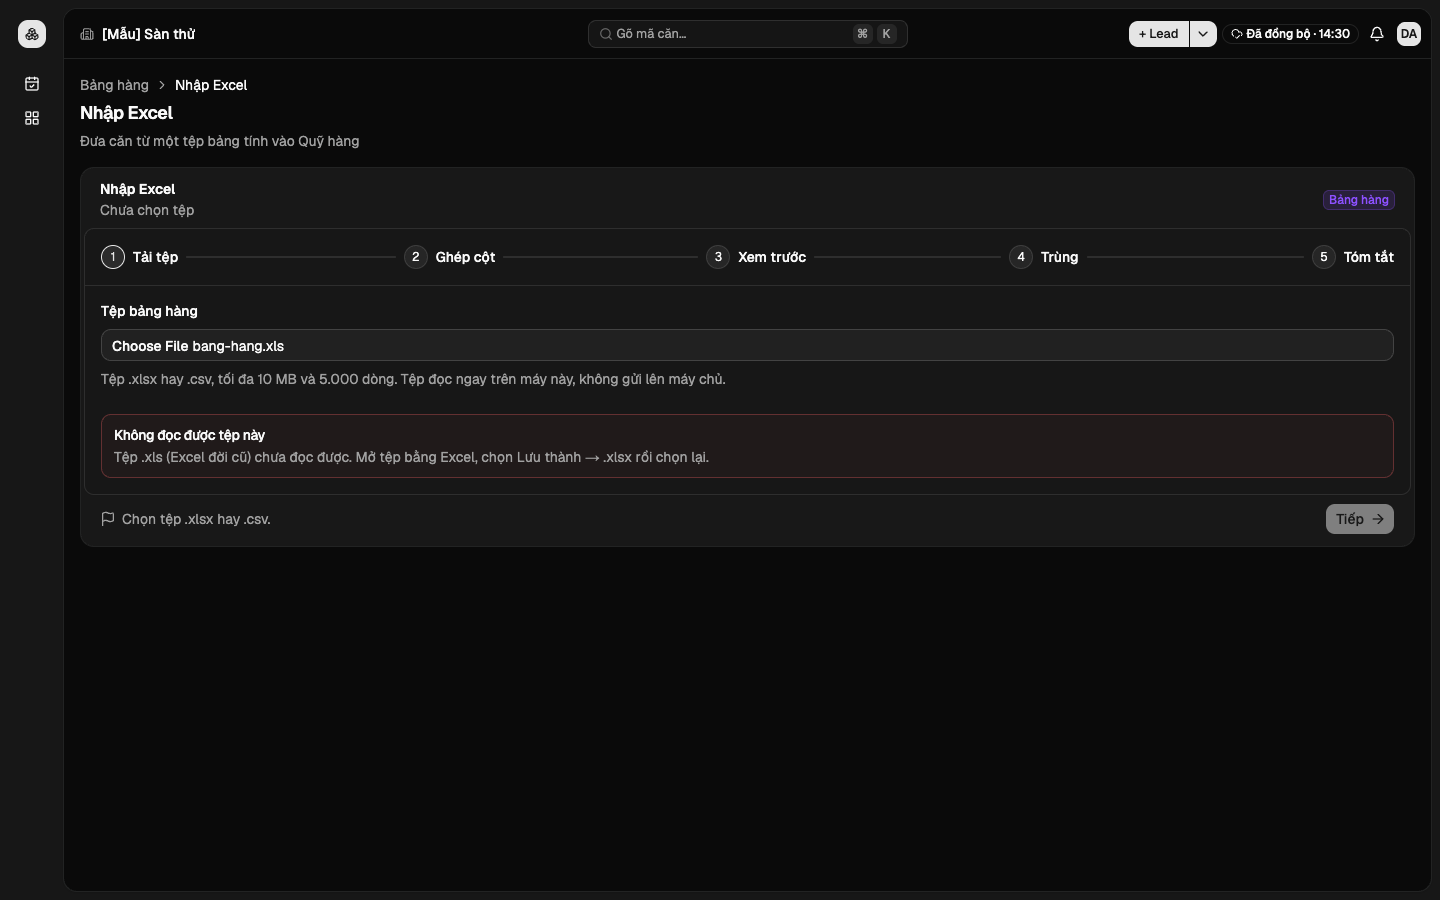 [Mẫu] Sàn thử
Gõ mã căn... ⌘ K
+ Lead
Đã đồng bộ · 14:30
DA
Bảng hàng > Nhập Excel
Nhập Excel
Đưa căn từ một tệp bảng tính vào Quỹ hàng
Nhập Excel
Chưa chọn tệp
Bảng hàng
1 Tải tệp
2 Ghép cột
3 Xem trước
4 Trùng
5 Tóm tắt
Tệp bảng hàng
Choose File bang-hang.xls
Tệp .xlsx hay .csv, tối đa 10 MB và 5.000 dòng. Tệp đọc ngay trên máy này, không gửi lên máy chủ.
Không đọc được tệp này
Tệp .xls (Excel đời cũ) chưa đọc được. Mở tệp bằng Excel, chọn Lưu thành → .xlsx rồi chọn lại.
Chọn tệp .xlsx hay .csv.
Tiếp →